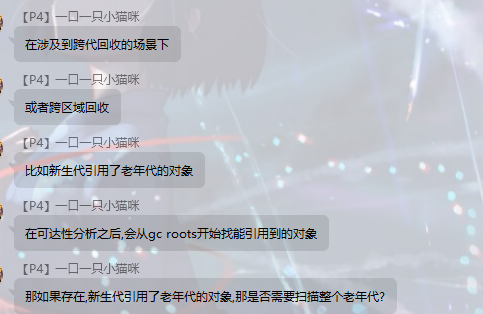 【P4】一口一只小猫咪
在涉及到跨代回收的场景下
【P4】一口一只小猫咪
或者跨区域回收
【P4】一口一只小猫咪
比如新生代引用了老年代的对象
【P4】一口一只小猫咪
在可达性分析之后,会从gc roots开始找能引用到的对象
【P4】一口一只小猫咪
那如果存在,新生代引用了老年代的对象,那是否需要扫描整个老年代?